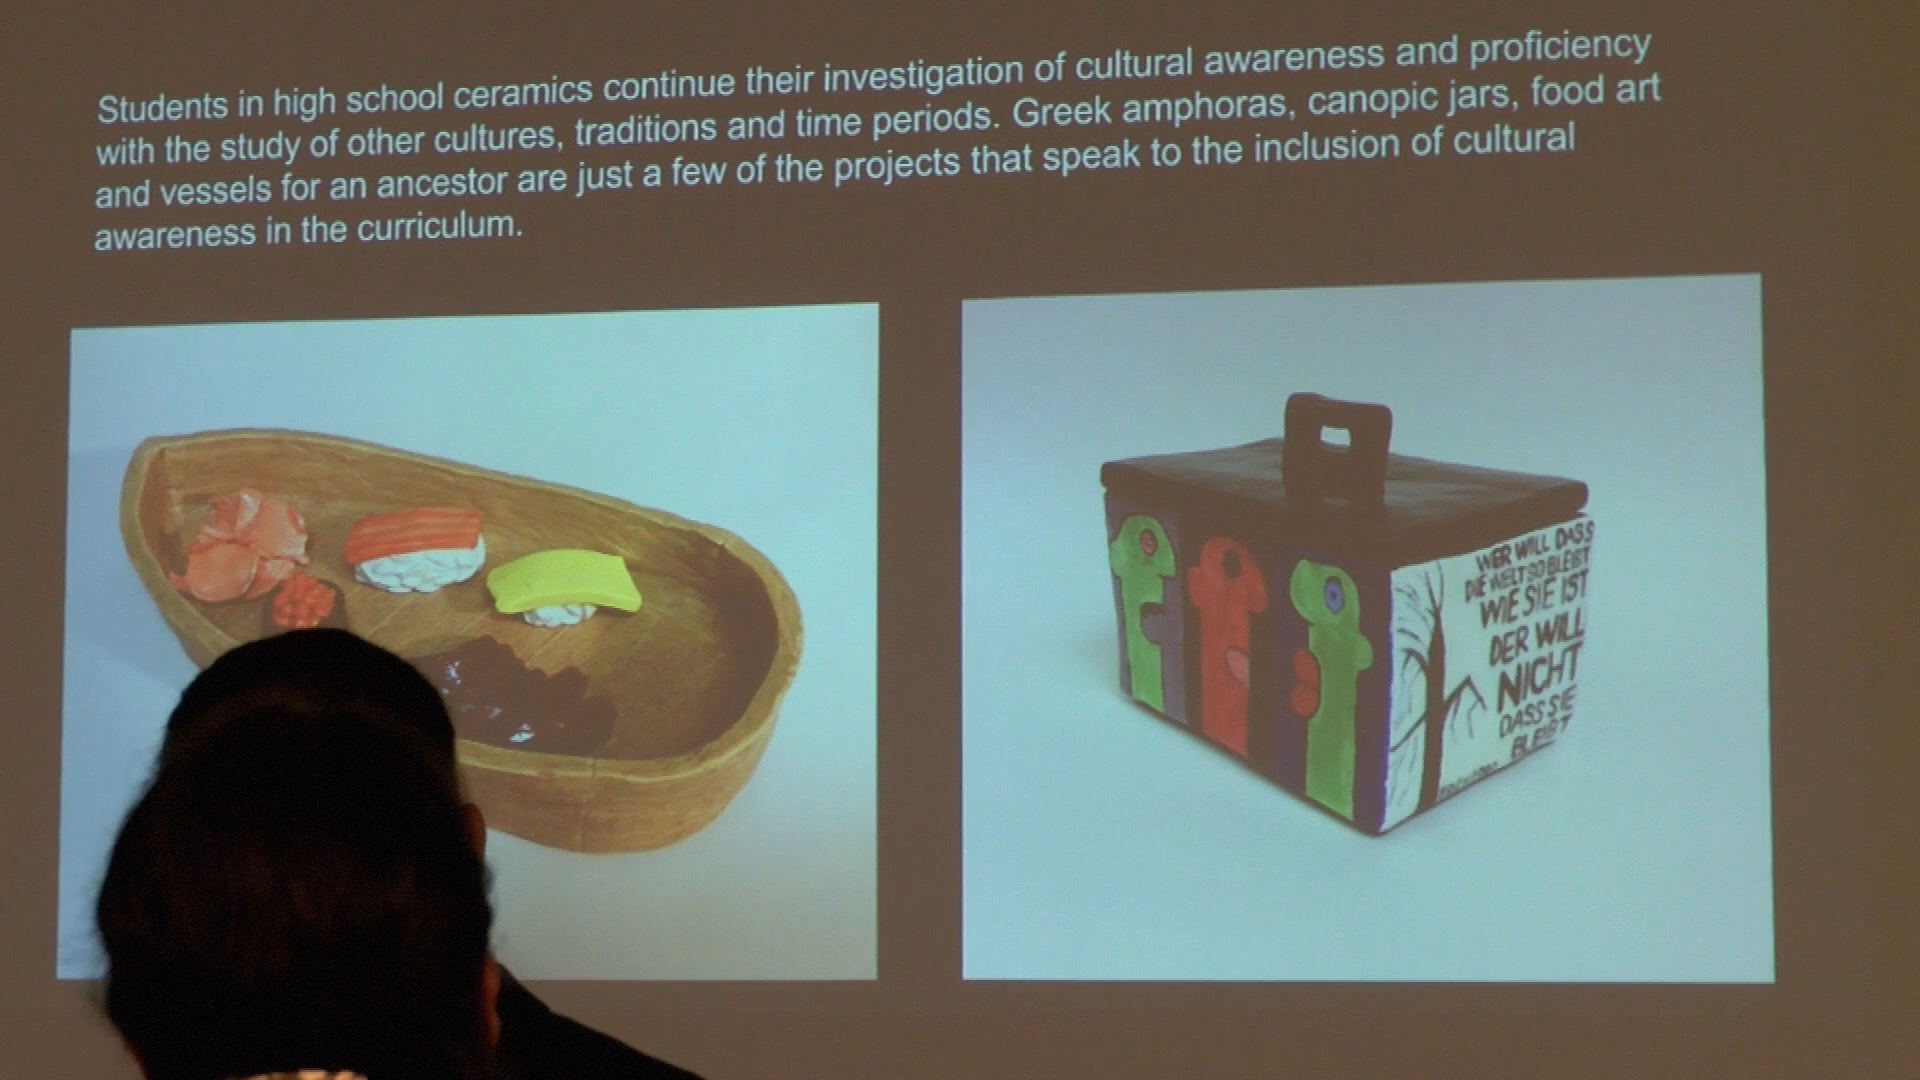 Students in high school ceramics continue their investigation of cultural awareness and proficiency
with the study of other cultures, traditions and time periods. Greek amphoras, canopic jars, food art
and vessels for an ancestor are just a few of the projects that speak to the inclusion of cultural
awareness in the curriculum.
WER WILL DASS
DIE WELT SO BLEIBT
WIE SIE IST
DER WILL
NICHT
DASS SIE
BLEIBT